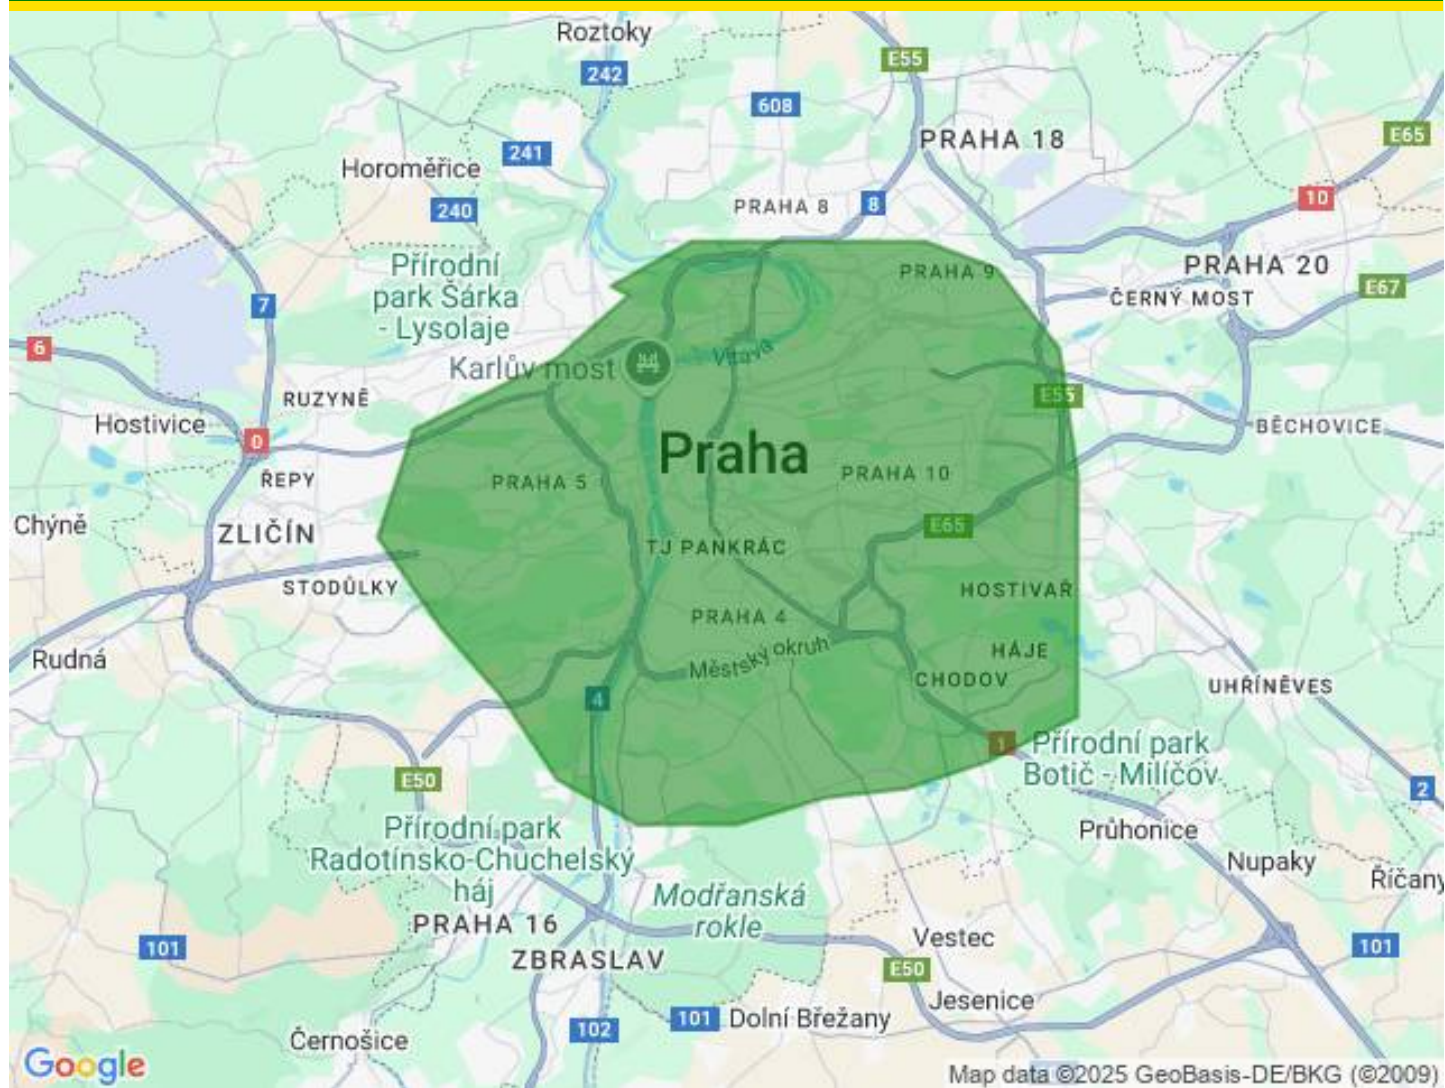 Roztoky
242
E55
608
PRAHA 18
E65
241
Horoměřice
10
240
PRAHA 8
8
Přírodní
park Šárka
- Lysolaje
PRAHA 9
PRAHA 20
E67
7
ČERNÝ MOST
6
Karlův most
Vltava
RUZYNĚ
E55
Hostivice
0
BĚCHOVICE
Praha
ŘEPY
PRAHA 5
PRAHA 10
Chýně
ZLIČÍN
E65
TJ PANKRÁC
STODŮLKY
HOSTIVAŘ
PRAHA 4
Rudná
Městský okruh
HÁJE
CHODOV
UHŘÍNĚVES
4
1
Přírodní park
Botič - Milíčov
E50
2
Přírodní park
Radotínsko-Chuchelský
háj
Průhonice
Nupaky
Říčany
Modřanská
rokle
PRAHA 16
Vestec
101
101
ZBRASLAV
E50
Jesenice
101
Dolní Břežany
102
Černošice
Google
Map data ©2025 GeoBasis-DE/BKG (©2009)